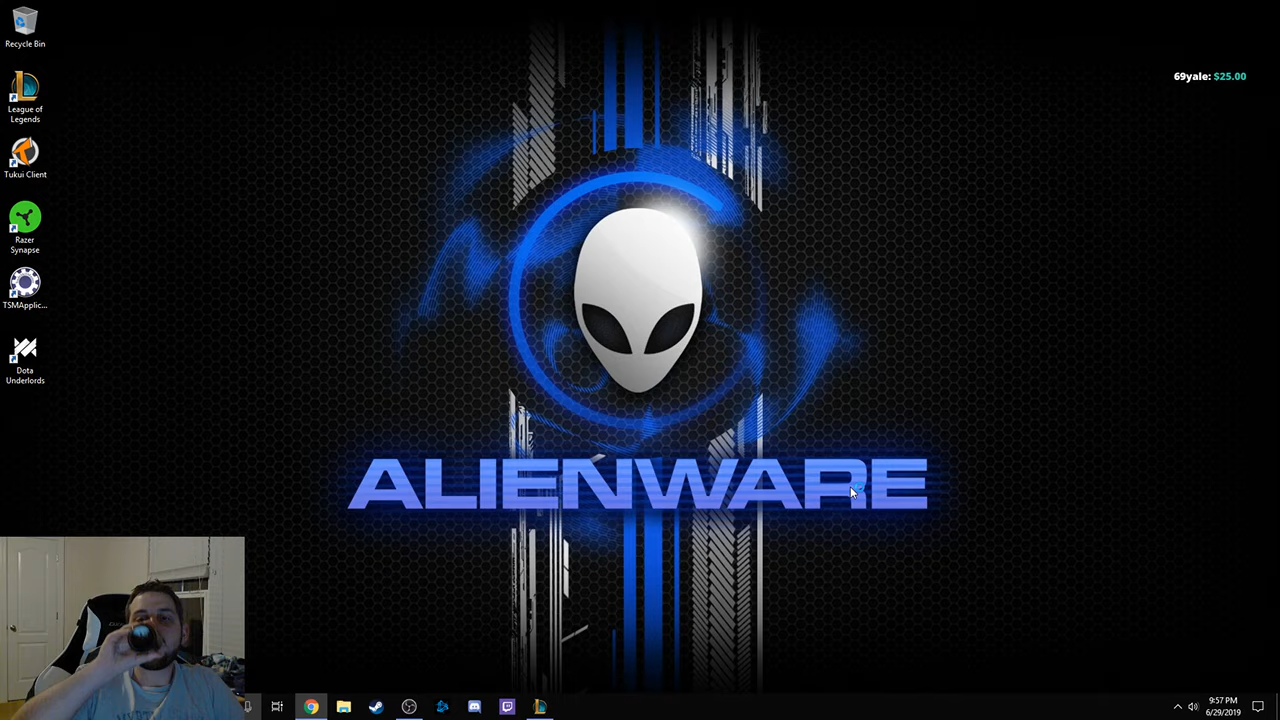 Recycle Bin
League of
Legends
Tukui Client
Razer
Synapse
TSMApplic...
Dota
Underlords
69yale: $25.00
ALIENWARE
9:57 PM
6/29/2019